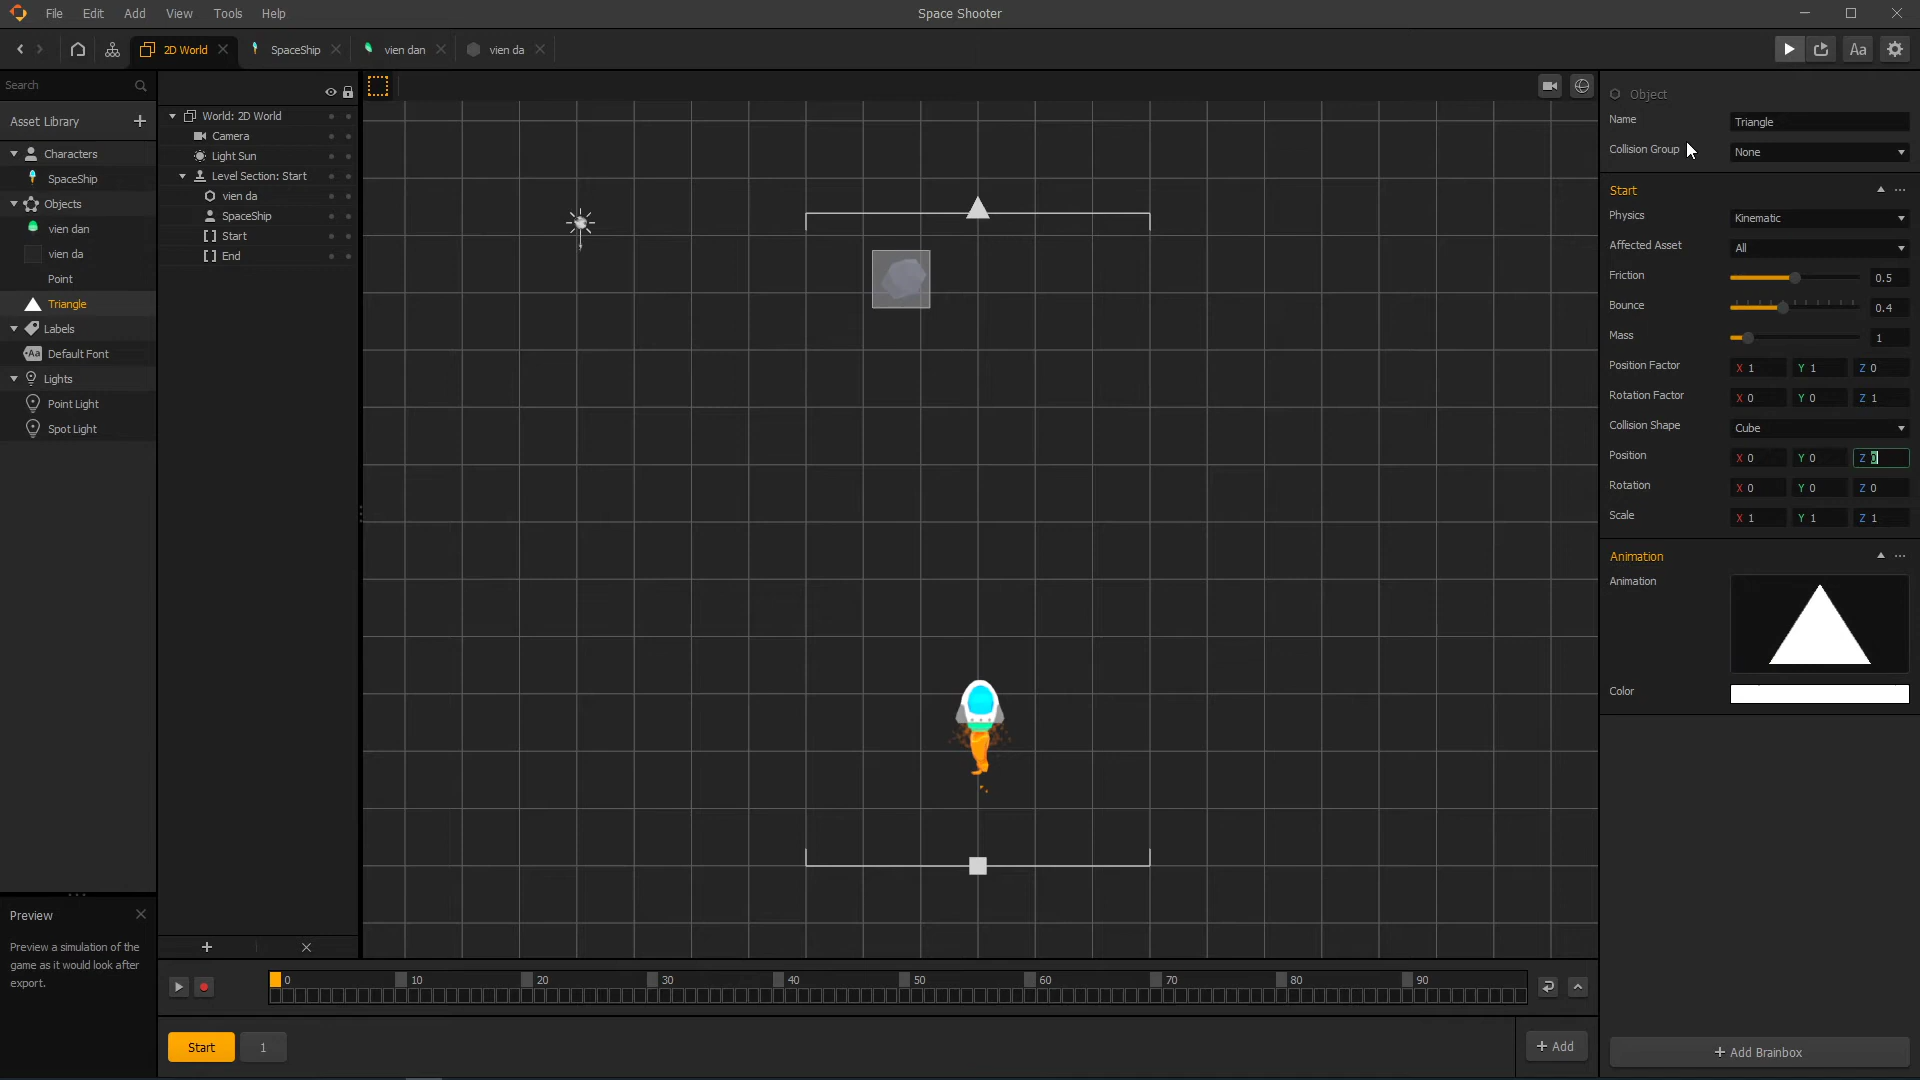 File Edit Add View Tools Help
Space Shooter
2D World SpaceShip vien dan vien da
Aa
Search
Asset Library
Characters
SpaceShip
Objects
vien dan
vien da
Point
Triangle
Labels
Aa Default Font
Lights
Point Light
Spot Light
Preview
Preview a simulation of the
game as it would look after
export.
World: 2D World
Camera
Light Sun
Level Section: Start
vien da
SpaceShip
Start
End
Object
Name Triangle
Collision Group None
Start
Physics Kinematic
Affected Asset All
Friction 0.5
Bounce 0.4
Mass 1
Position Factor X 1 Y 1 Z 0
Rotation Factor X 0 Y 0 Z 1
Collision Shape Cube
Position X 0 Y 0 Z 0
Rotation X 0 Y 0 Z 0
Scale X 1 Y 1 Z 1
Animation
Animation
Color
0 10 20 30 40 50 60 70 80 90
Start 1
+ Add
+ Add Brainbox